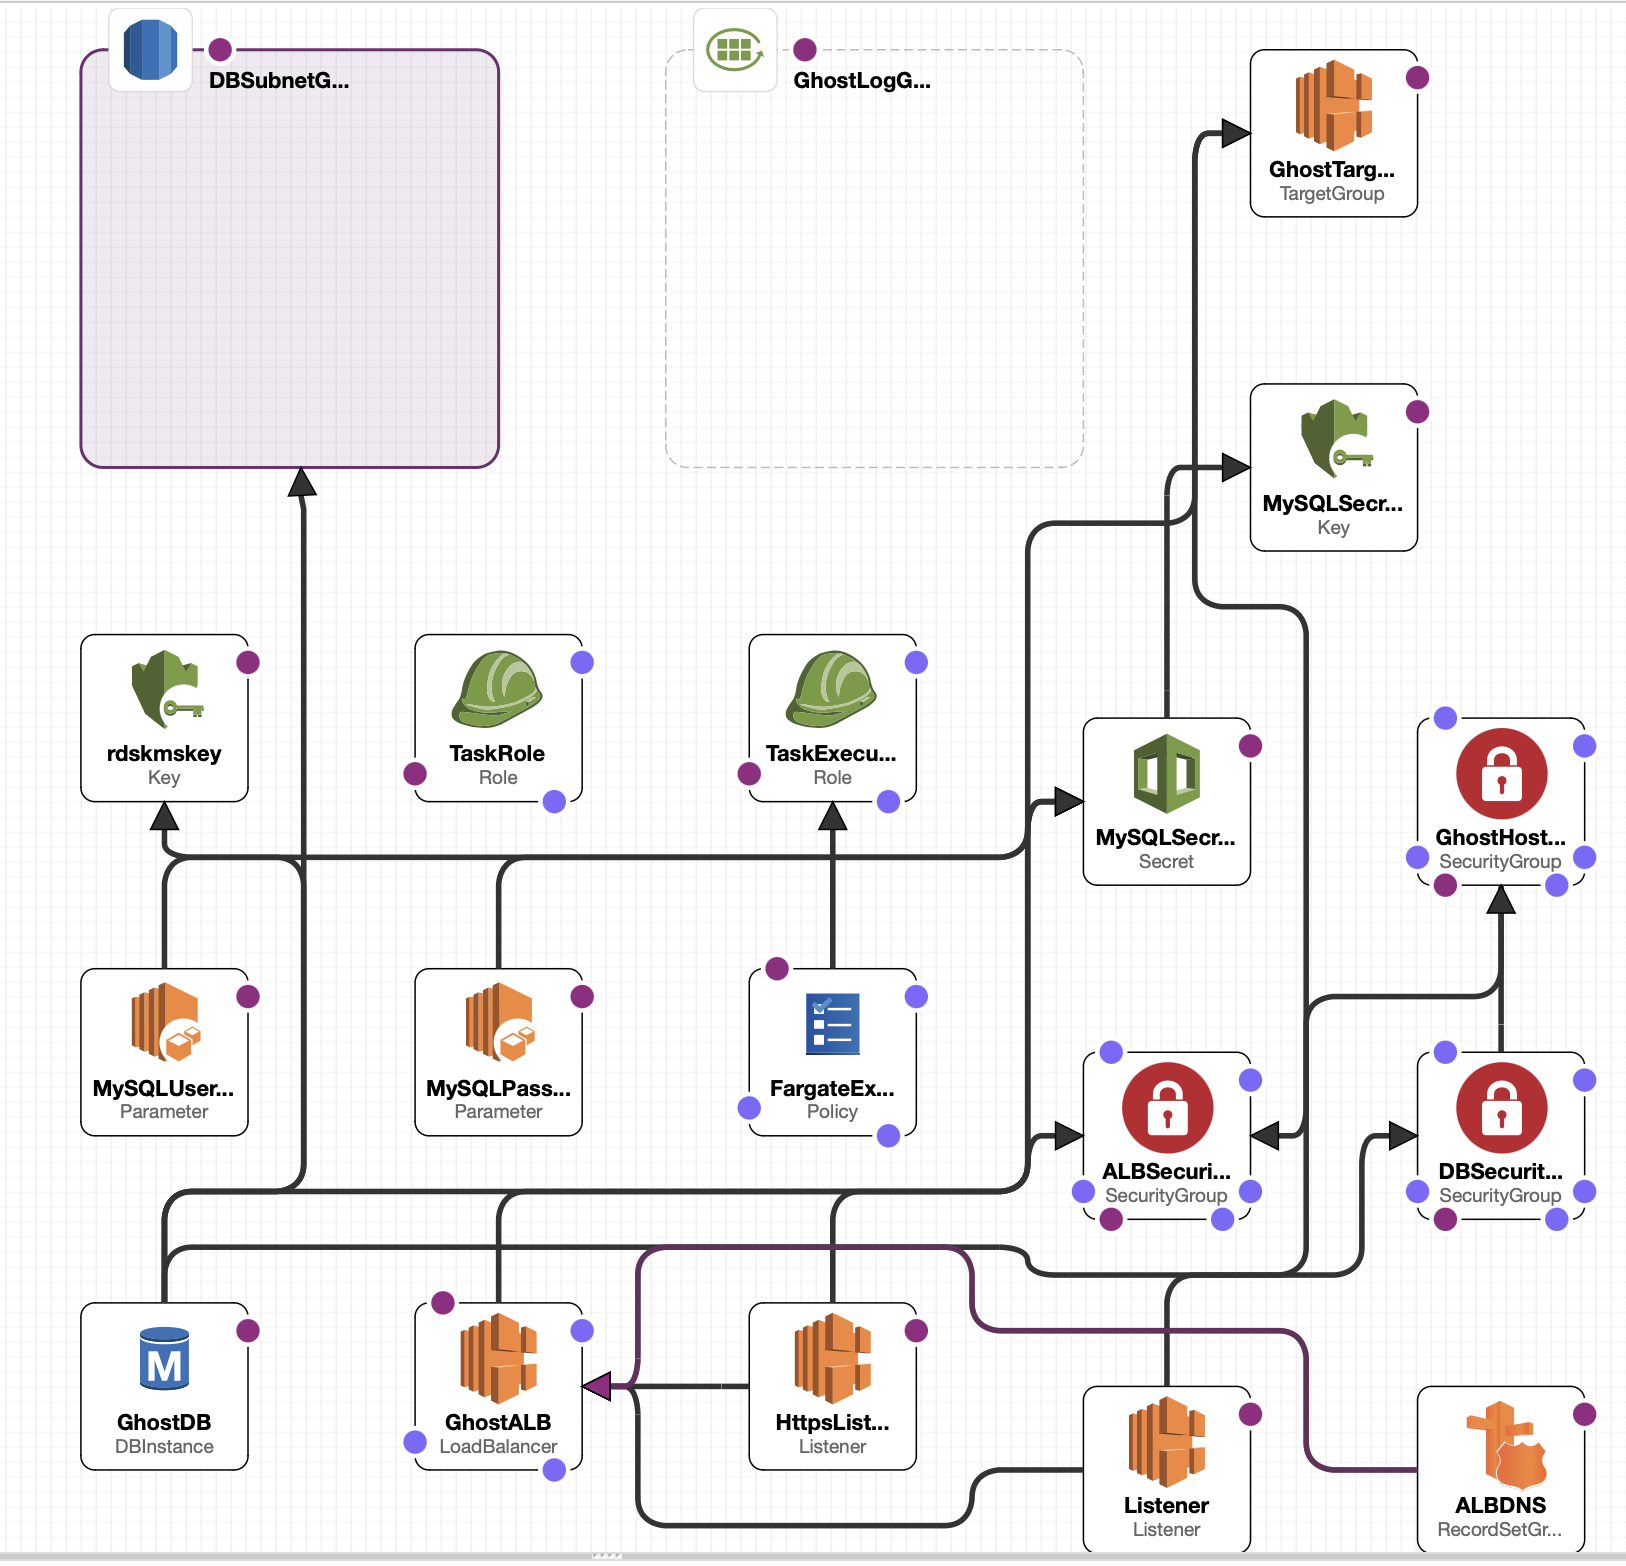 DBSubnetG...
GhostLogG...
GhostTarg...
TargetGroup
MySQLSecr...
Key
rdskmskey
Key
TaskRole
Role
TaskExecu...
Role
MySQLSecr...
Secret
GhostHost...
SecurityGroup
MySQLUser...
Parameter
MySQLPass...
Parameter
FargateEx...
Policy
ALBSecuri...
SecurityGroup
DBSecurit...
SecurityGroup
M
GhostDB
DBInstance
GhostALB
LoadBalancer
HttpsList...
Listener
Listener
Listener
ALBDNS
RecordSetGr...